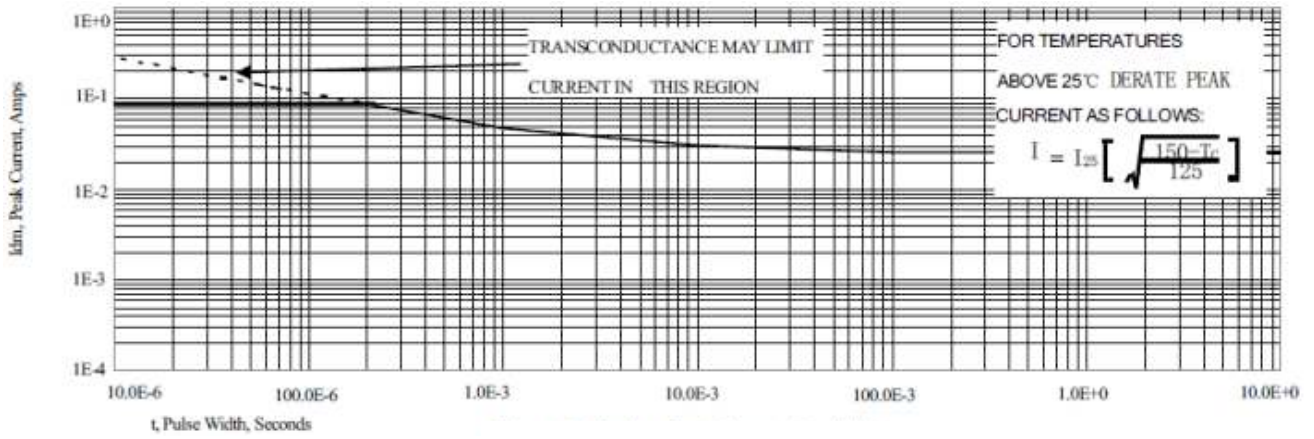 1E+0
1E-1
1E-2
1E-3
1E-4
Idm, Peak Current, Amps
TRANSCONDUCTANCE MAY LIMIT
CURRENT IN THIS REGION
FOR TEMPERATURES
ABOVE 25℃ DERATE PEAK
CURRENT AS FOLLOWS:
I = I25 [ √ 150-Tc / 125 ]
10.0E-6 100.0E-6 1.0E-3 10.0E-3 100.0E-3 1.0E+0 10.0E+0
t, Pulse Width, Seconds